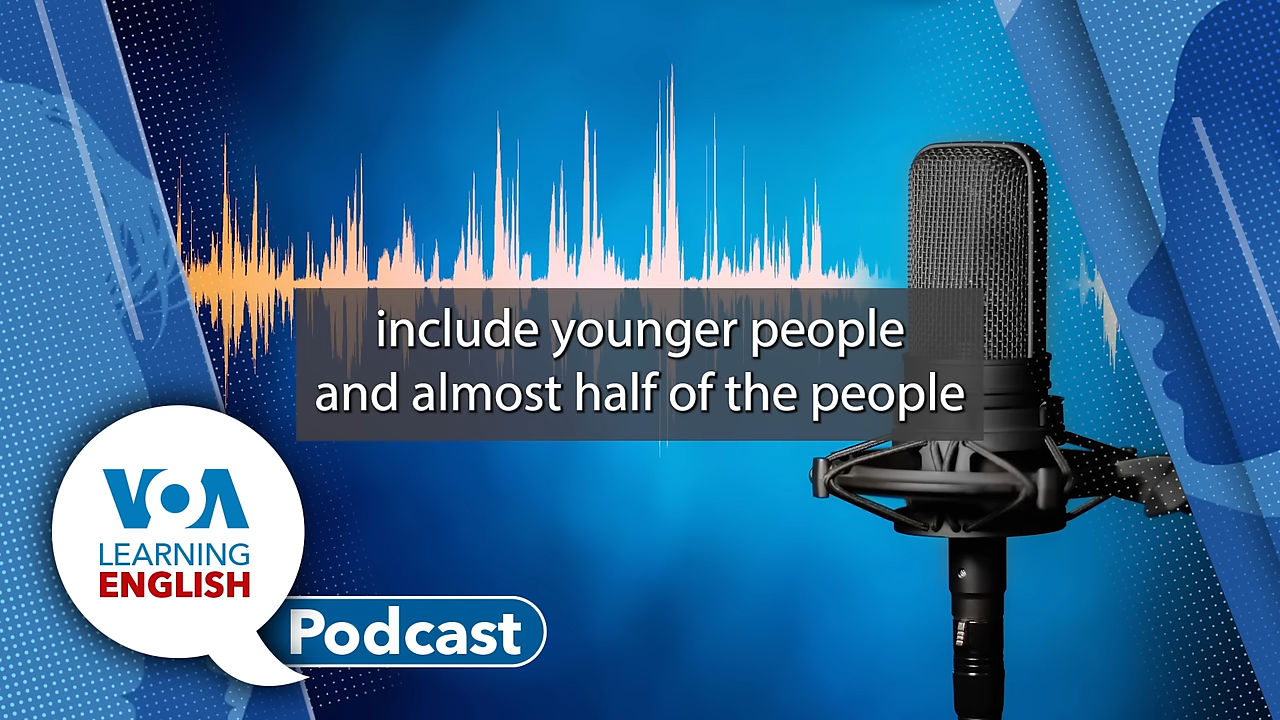 include younger people
and almost half of the people
VOA
LEARNING
ENGLISH
Podcast